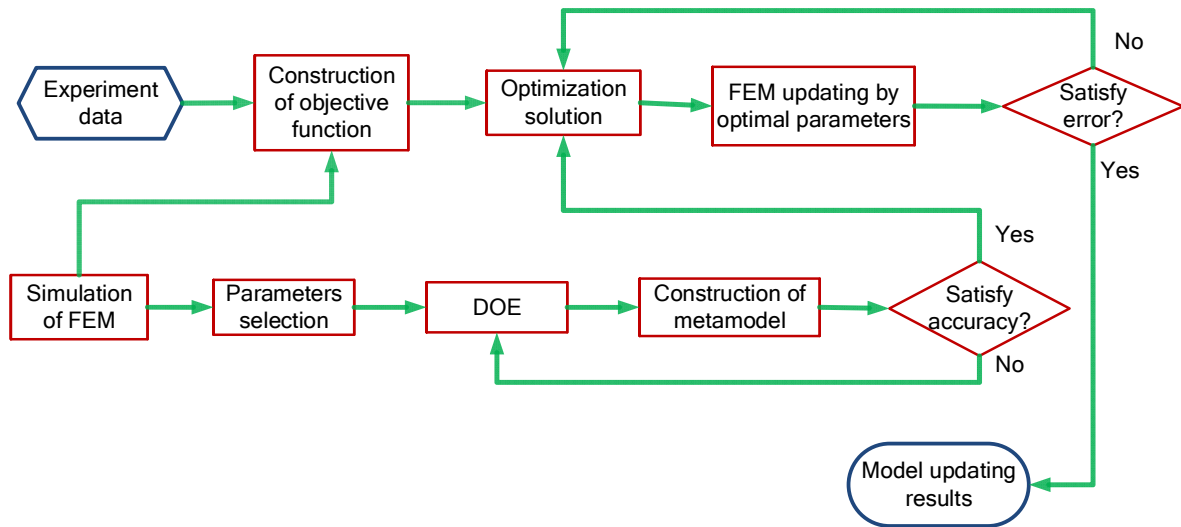 No
Experiment
data
Construction
of objective
function
Optimization
solution
FEM updating by
optimal parameters
Satisfy
error?
Yes
Yes
Simulation
of FEM
Parameters
selection
DOE
Construction of
metamodel
Satisfy
accuracy?
No
Model updating
results